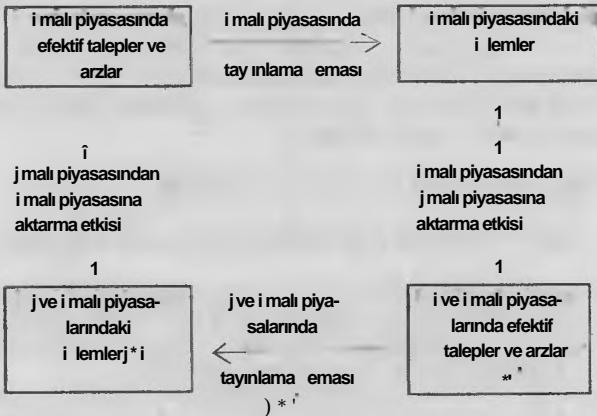 i malı piyasasında
efektif talepler ve
arzlar
i malı piyasasında
tayınlama eması
i malı piyasasındaki
i lemler
1
î
j malı piyasasından
i malı piyasasına
aktarma etkisi
1
i malı piyasasından
j malı piyasasına
aktarma etkisi
1
1
j ve i malı piyasa-
larındaki
i lemlerj * i
j ve i malı piya-
salarında
tayınlama eması
) * '
i ve i malı piyasa-
larında efektif
talepler ve arzlar
*'